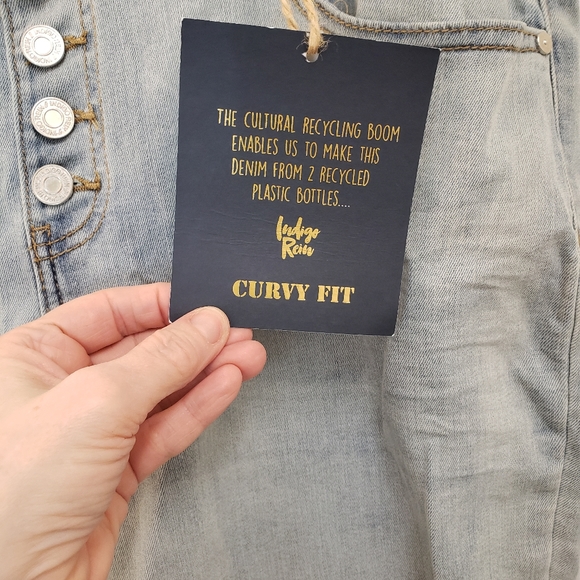 THE CULTURAL RECYCLING BOOM
ENABLES US TO MAKE THIS
DENIM FROM 2 RECYCLED
PLASTIC BOTTLES....
Indigo
Rein
CURVY FIT